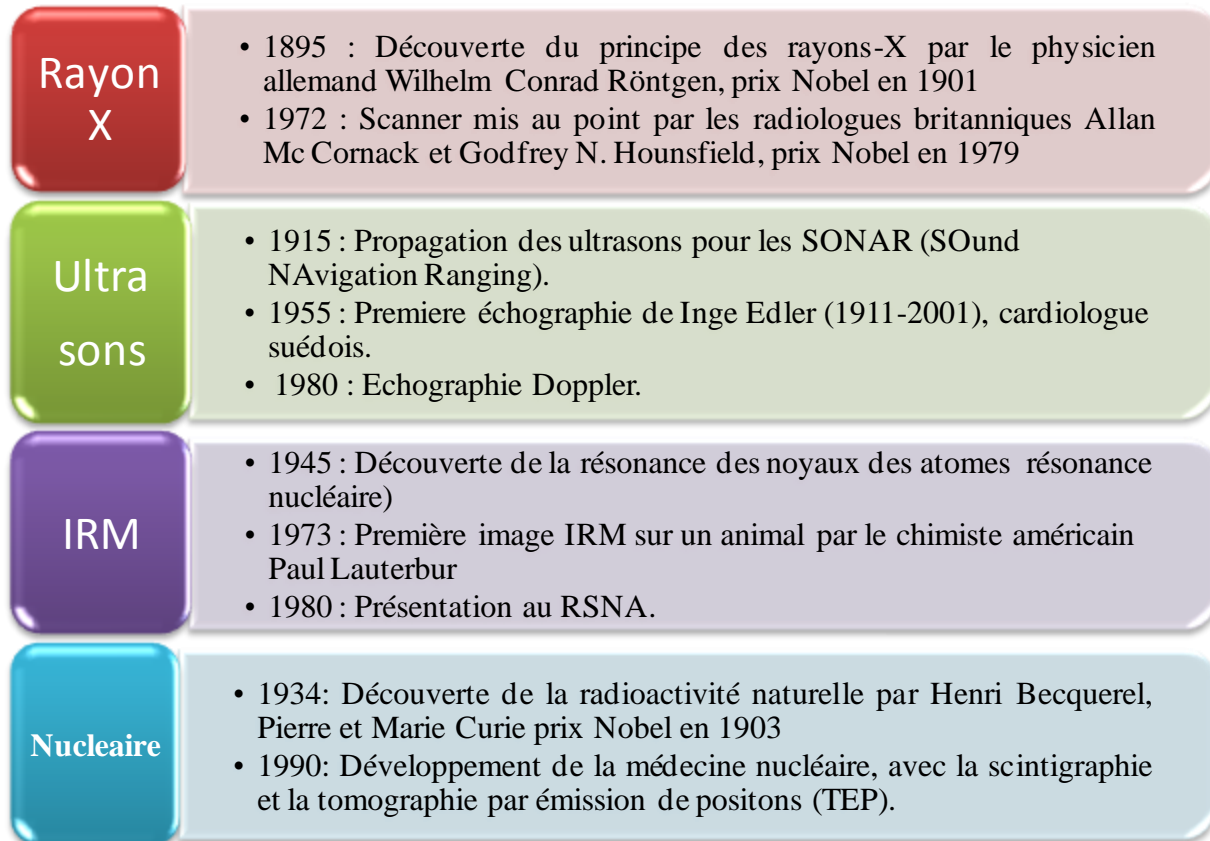 Rayon
X
• 1895 : Découverte du principe des rayons-X par le physicien
allemand Wilhelm Conrad Röntgen, prix Nobel en 1901
• 1972 : Scanner mis au point par les radiologues britanniques Allan
Mc Cornack et Godfrey N. Hounsfield, prix Nobel en 1979
Ultra
sons
• 1915 : Propagation des ultrasons pour les SONAR (SOund
NAvigation Ranging).
• 1955 : Premiere échographie de Inge Edler (1911-2001), cardiologue
suédois.
• 1980 : Echographie Doppler.
IRM
• 1945 : Découverte de la résonance des noyaux des atomes résonance
nucléaire)
• 1973 : Première image IRM sur un animal par le chimiste américain
Paul Lauterbur
• 1980 : Présentation au RSNA.
Nucleaire
• 1934: Découverte de la radioactivité naturelle par Henri Becquerel,
Pierre et Marie Curie prix Nobel en 1903
• 1990: Développement de la médecine nucléaire, avec la scintigraphie
et la tomographie par émission de positons (TEP).